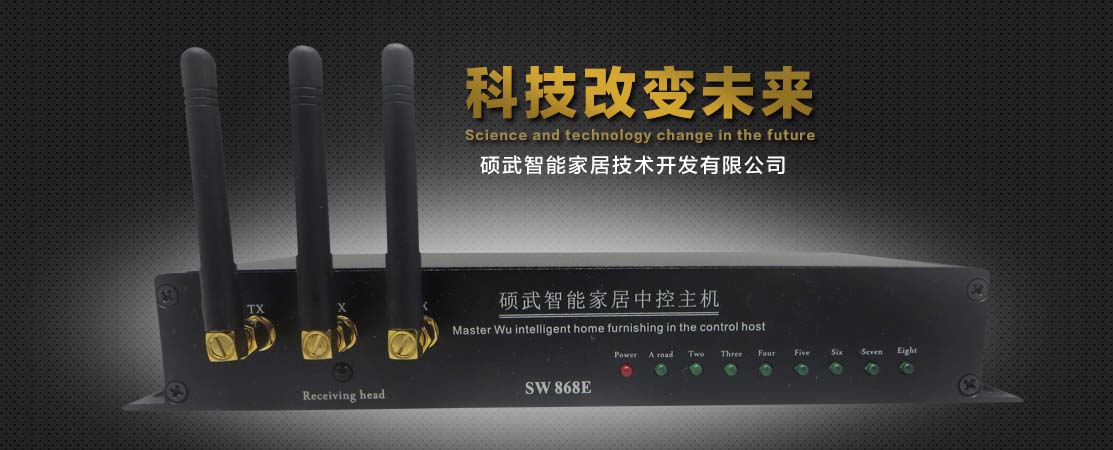 科技改变未来
Science and technology change in the future
硕武智能家居技术开发有限公司
硕武智能家居中控主机
Master Wu intelligent home furnishing in the control host
TX X X
Power A road Two Three Four Five Six Seven Eight
Receiving head
SW 868E